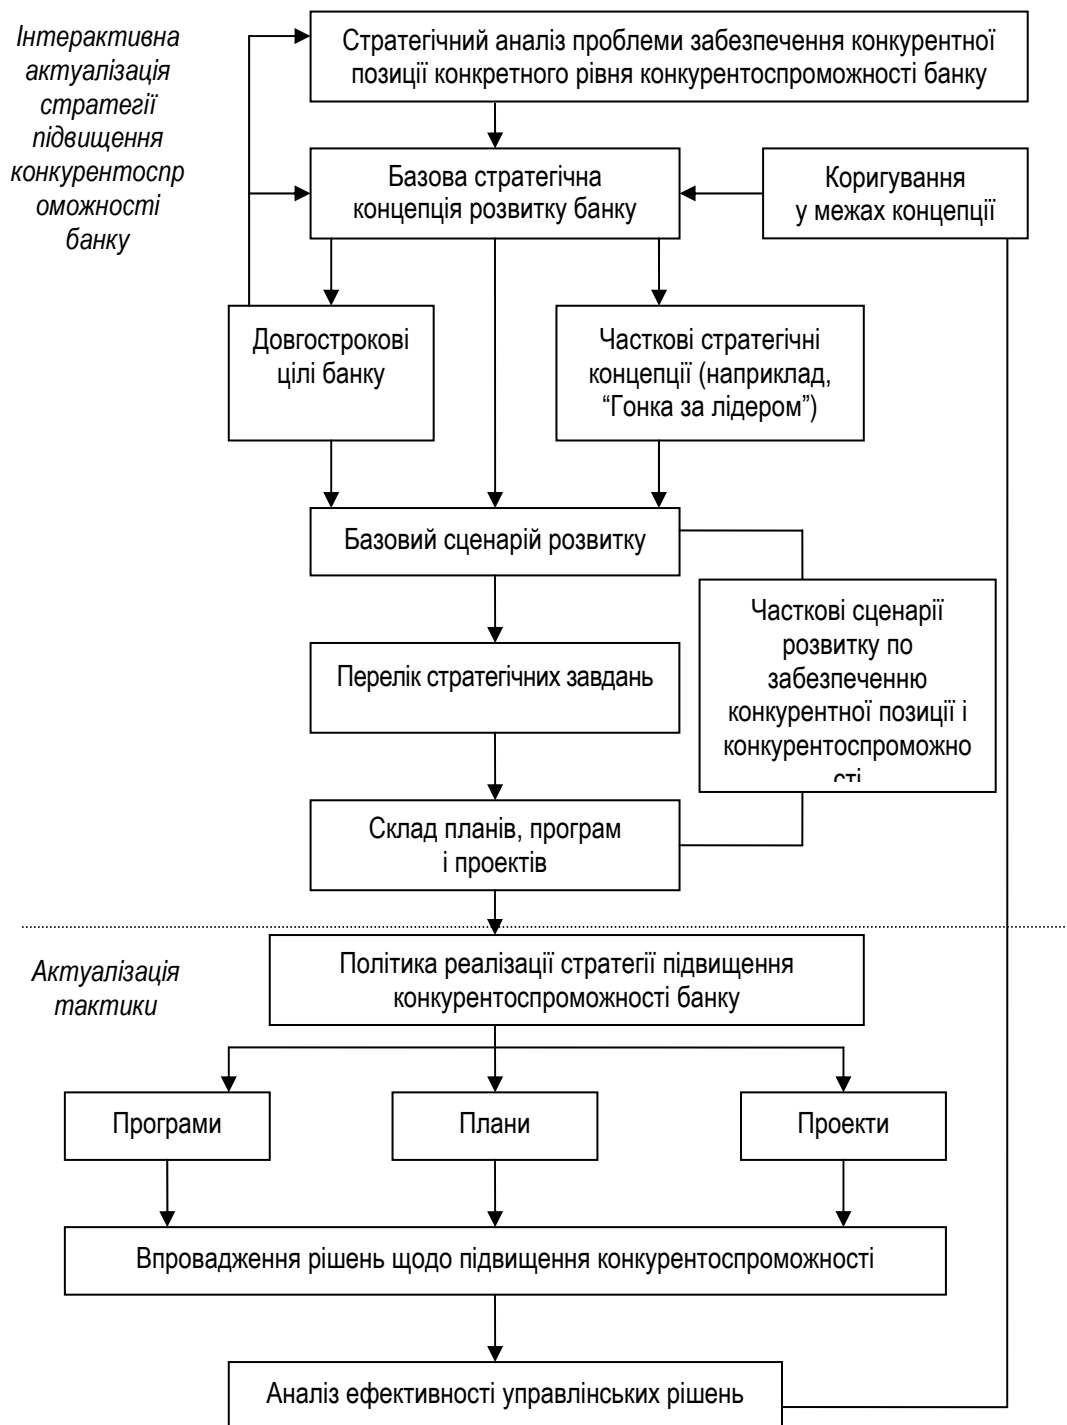 Інтерактивна
актуалізація
стратегії
підвищення
конкурентоспр
оможності
банку
Стратегічний аналіз проблеми забезпечення конкурентної
позиції конкретного рівня конкурентоспроможності банку
Базова стратегічна
концепція розвитку банку
Коригування
у межах концепції
Довгострокові
цілі банку
Часткові стратегічні
концепції (наприклад,
“Гонка за лідером”)
Базовий сценарій розвитку
Часткові сценарії
розвитку по
забезпеченню
конкурентної позиції і
конкурентоспроможно
сті
Перелік стратегічних завдань
Склад планів, програм
і проектів
Актуалізація
тактики
Політика реалізації стратегії підвищення
конкурентоспроможності банку
Програми
Плани
Проекти
Впровадження рішень щодо підвищення конкурентоспроможності
Аналіз ефективності управлінських рішень